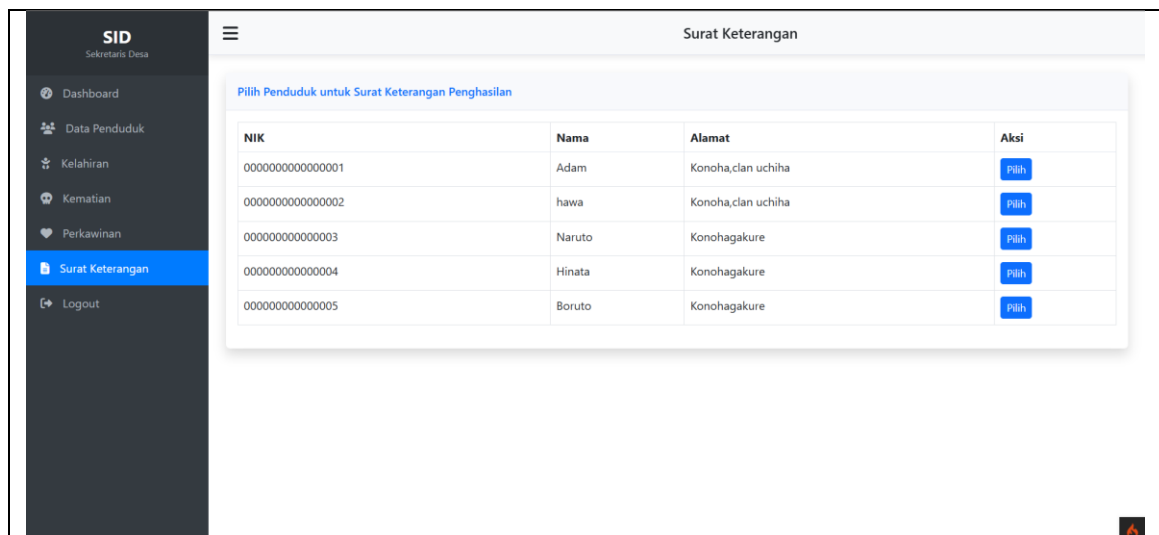 SID
Sekretaris Desa
Dashboard
Data Penduduk
Kelahiran
Kematian
Perkawinan
Surat Keterangan
Logout
Surat Keterangan
Pilih Penduduk untuk Surat Keterangan Penghasilan
NIK Nama Alamat Aksi
0000000000000001 Adam Konoha,clan uchiha Pilih
0000000000000002 hawa Konoha,clan uchiha Pilih
000000000000003 Naruto Konohagakure Pilih
000000000000004 Hinata Konohagakure Pilih
000000000000005 Boruto Konohagakure Pilih